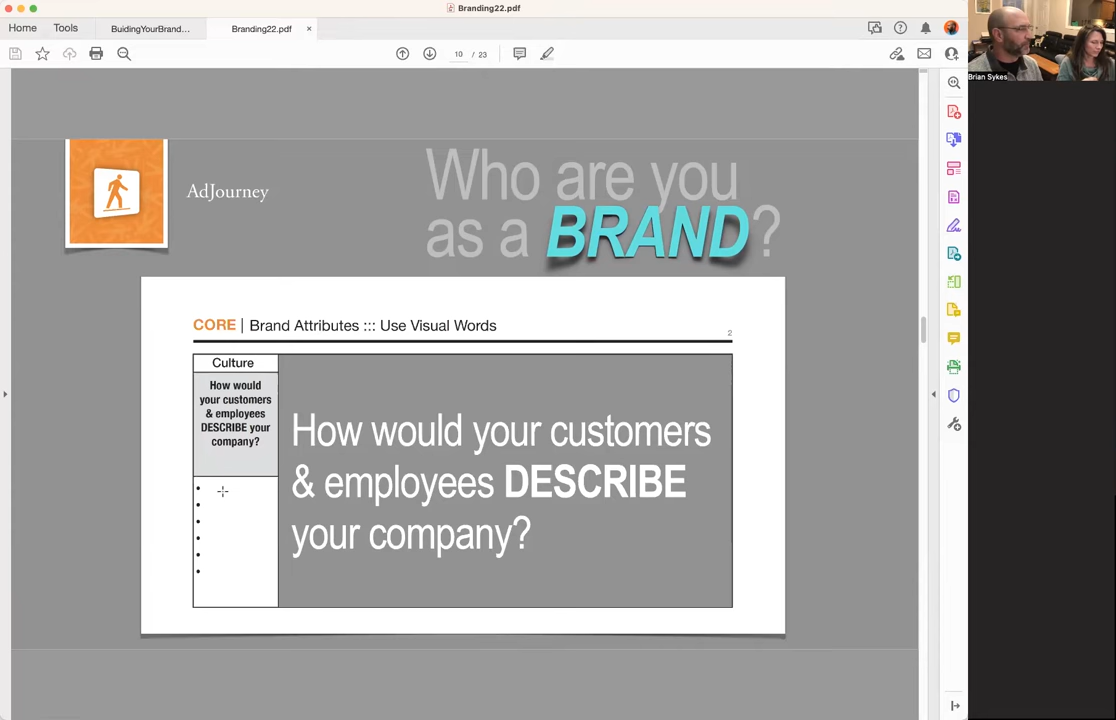 Branding22.pdf
Home
Tools
BuidingYourBrand...
Branding22.pdf
10 / 23
Brian Sykes
AdJourney
Who are you
as a BRAND?
CORE | Brand Attributes ::: Use Visual Words
2
Culture
How would
your customers
& employees
DESCRIBE your
company?
How would your customers
& employees DESCRIBE
your company?